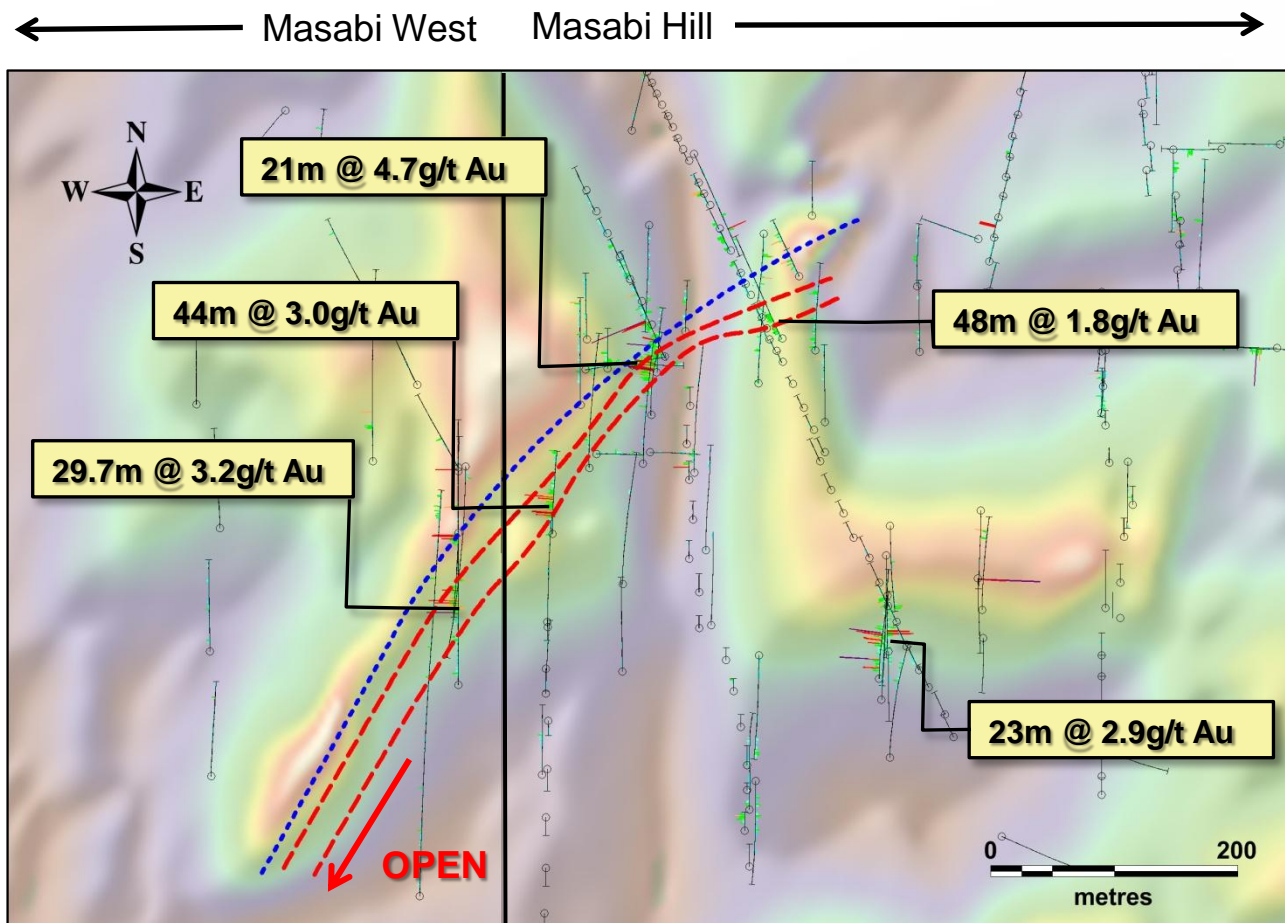 Masabi West Masabi Hill
N
W E
S
21m @ 4.7g/t Au
44m @ 3.0g/t Au
48m @ 1.8g/t Au
29.7m @ 3.2g/t Au
23m @ 2.9g/t Au
OPEN
0 200
metres